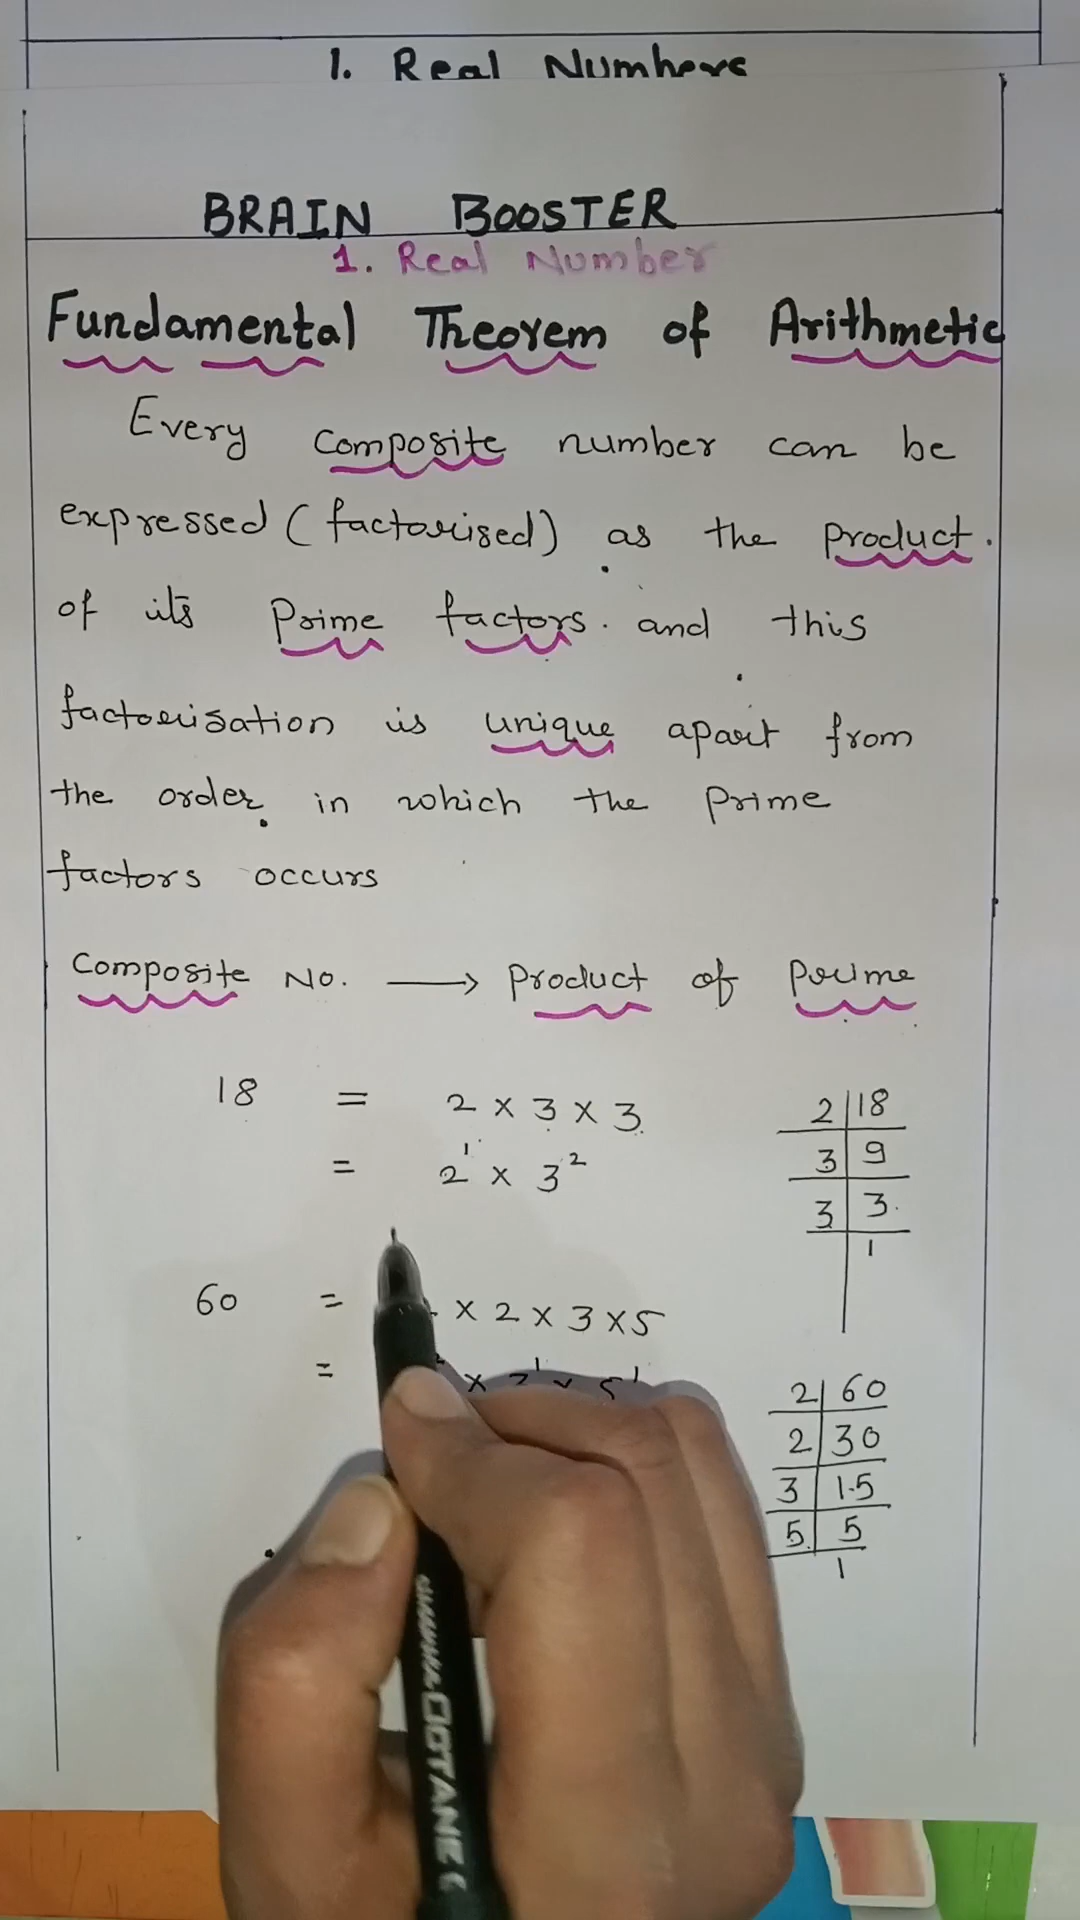 1. Real Numbers
BRAIN BOOSTER
1. Real Number
Fundamental Theorem of Arithmetic
Every composite number can be
expressed (factorised) as the product.
of its Prime factors. and this
factorisation is unique apart from
the order in which the prime
factors occurs
Composite No. ⟶ Product of Prime
18 = 2 × 3 × 3
= 2¹ × 3²
2 | 18
3 | 9
3 | 3
1
60 = × 2 × 3 × 5
= × 3¹ × 5¹
2 | 60
2 | 30
3 | 15
5 | 5
1
OCTANE